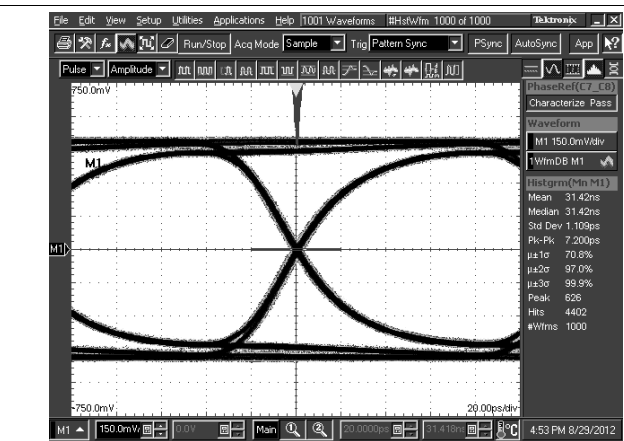 File Edit View Setup Utilities Applications Help 1001 Waveforms #HstWfm 1000 of 1000 Tektronix
Run/Stop Acq Mode Sample Trig Pattern Sync PSync AutoSync App
Pulse Amplitude
750.0mV
M1
M1
-750.0mV
20.00ps/div
PhaseRef(C7_C8)
Characterize Pass
Waveform
M1 150.0mV/div
1WfmDB M1
Histgrm(Mn M1)
Mean 31.42ns
Median 31.42ns
Std Dev 1.109ps
Pk-Pk 7.200ps
µ±1σ 70.8%
µ±2σ 97.0%
µ±3σ 99.9%
Peak 626
Hits 4402
#Wfms 1000
M1 150.0mV/ 0.0V Main 20.0000ps 31.418n °C 4:53 PM 8/29/2012